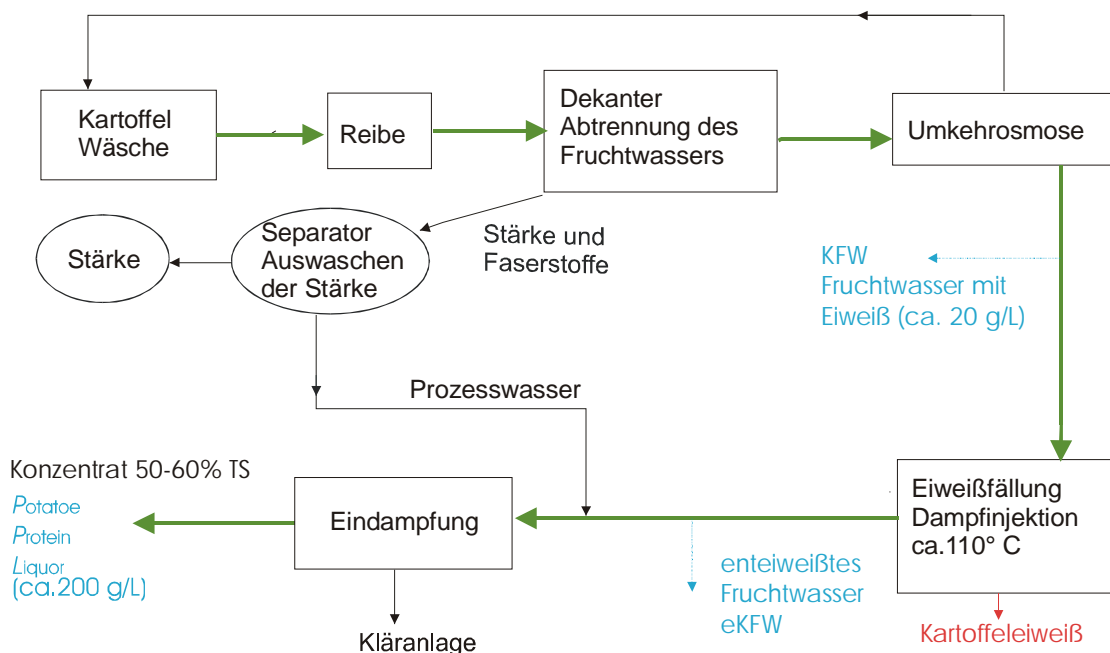 Kartoffel
Wäsche
Reibe
Dekanter
Abtrennung des
Fruchtwassers
Umkehrosmose
Stärke
Separator
Auswaschen
der Stärke
Stärke und
Faserstoffe
KFW
Fruchtwasser mit
Eiweiß (ca. 20 g/L)
Prozesswasser
Konzentrat 50-60% TS
Potatoe
Protein
Liquor
(ca.200 g/L)
Eindampfung
Eiweißfällung
Dampfinjektion
ca.110° C
enteiweißtes
Fruchtwasser
eKFW
Kläranlage
Kartoffeleiweiß